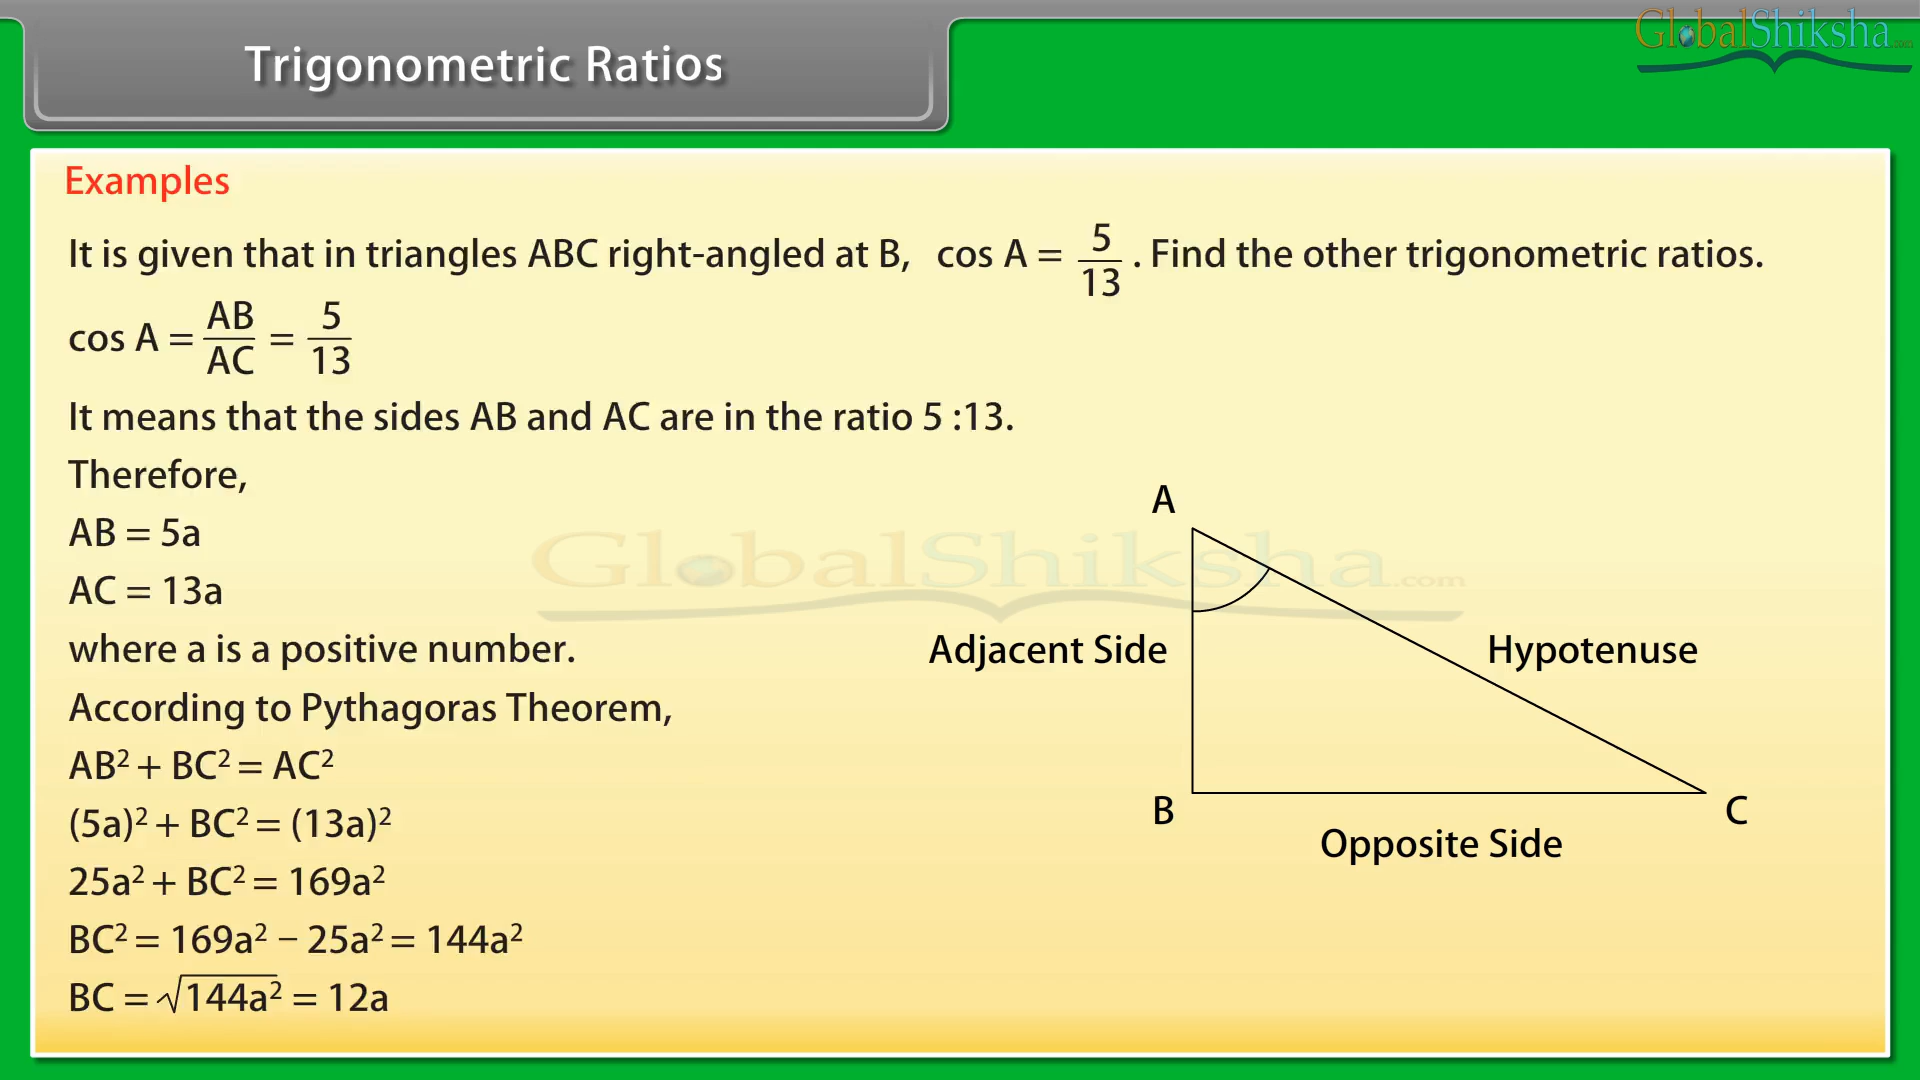 Trigonometric Ratios
GlobalShiksha.com
Examples
It is given that in triangles ABC right-angled at B, cos A = 5/13 . Find the other trigonometric ratios.
cos A = AB/AC = 5/13
It means that the sides AB and AC are in the ratio 5 :13.
Therefore,
AB = 5a
AC = 13a
where a is a positive number.
According to Pythagoras Theorem,
AB² + BC² = AC²
(5a)² + BC² = (13a)²
25a² + BC² = 169a²
BC² = 169a² − 25a² = 144a²
BC = √144a² = 12a
GlobalShiksha.com
A
Adjacent Side
Hypotenuse
B
C
Opposite Side